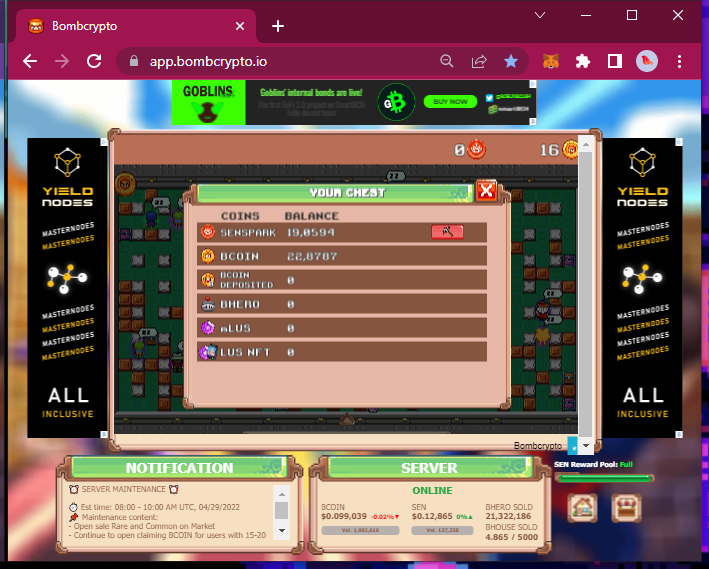 Bombcrypto
app.bombcrypto.io
GOBLINS
Goblins' internal bonds are live!
BUY NOW
YIELD
NODES
MASTERNODES
MASTERNODES
MASTERNODES
MASTERNODES
MASTERNODES
MASTERNODES
ALL
INCLUSIVE
0
16
zz
YOUR CHEST
COINS BALANCE
SENSPARK 19,0594
BCOIN 22,8787
BCOIN
DEPOSITED 0
BHERO 0
nLUS 0
LUS NFT 0
YIELD
NODES
MASTERNODES
MASTERNODES
MASTERNODES
MASTERNODES
MASTERNODES
MASTERNODES
ALL
INCLUSIVE
Bombcrypto
NOTIFICATION
SERVER MAINTENANCE
Est time: 08:00 - 10:00 AM UTC, 04/29/2022
Maintenance content:
- Open sale Rare and Common on Market
- Continue to open claiming BCOIN for users with 15-20
SERVER
ONLINE
BCOIN
$0.099,039 -0.02%▼
SEN
$0.12,865 0%▲
BHERO SOLD
21,322,186
BHOUSE SOLD
4.865 / 5000
SEN Reward Pool: Full